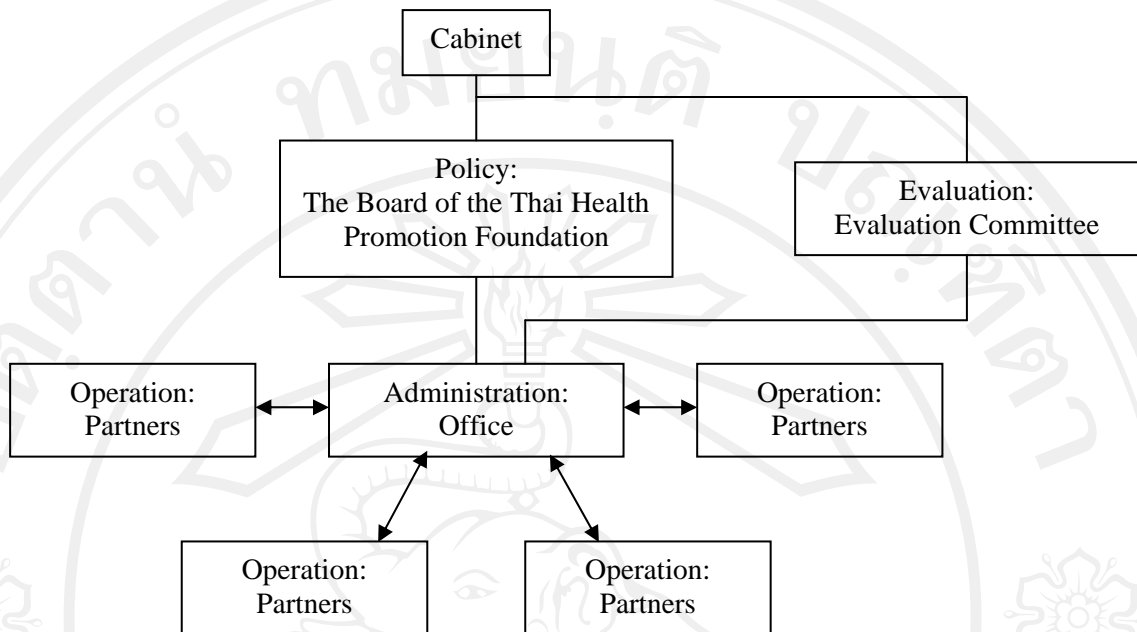 Cabinet
Policy:
The Board of the Thai Health
Promotion Foundation
Evaluation:
Evaluation Committee
Operation:
Partners
Administration:
Office
Operation:
Partners
Operation:
Partners
Operation:
Partners